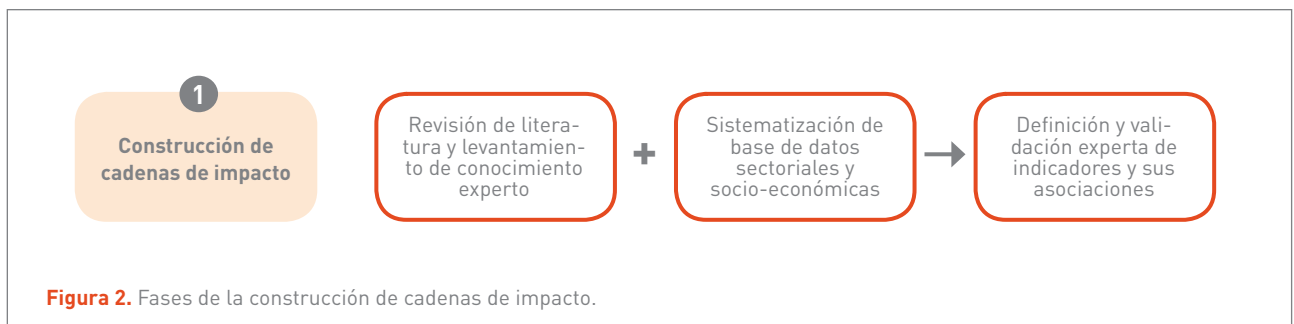 1
Construcción de
cadenas de impacto
Revisión de litera-
tura y levantamien-
to de conocimiento
experto
+
Sistematización de
base de datos
sectoriales y
socio-económicas
Definición y vali-
dación experta de
indicadores y sus
asociaciones
Figura 2. Fases de la construcción de cadenas de impacto.